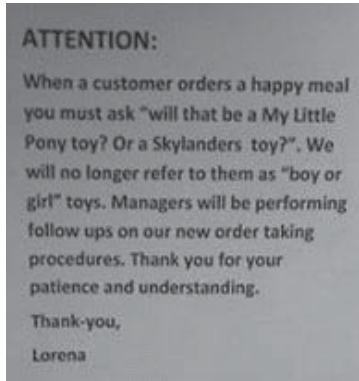 ATTENTION:
When a customer orders a happy meal
you must ask “will that be a My Little
Pony toy? Or a Skylanders toy?”. We
will no longer refer to them as “boy or
girl” toys. Managers will be performing
follow ups on our new order taking
procedures. Thank you for your
patience and understanding.
Thank-you,
Lorena